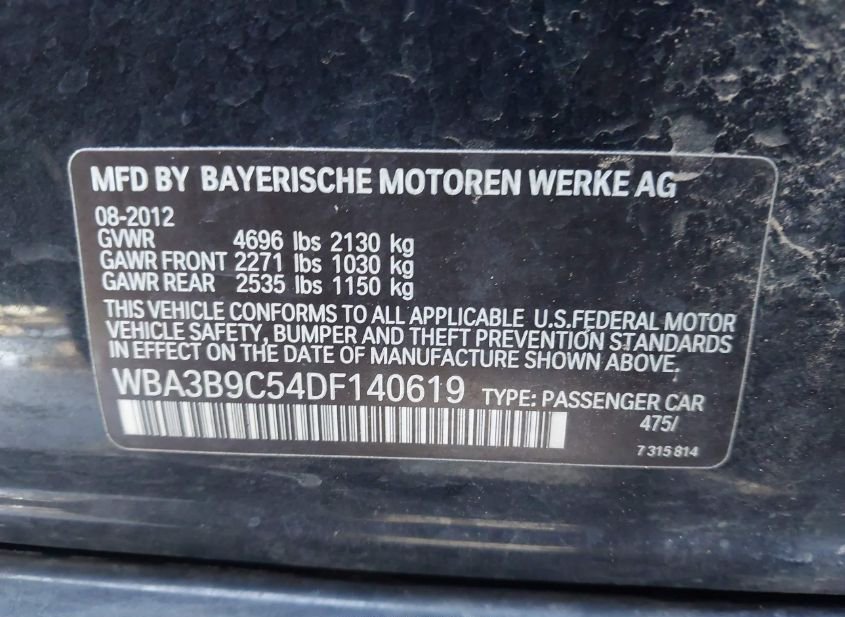 MFD BY BAYERISCHE MOTOREN WERKE AG
08-2012
GVWR 4696 lbs 2130 kg
GAWR FRONT 2271 lbs 1030 kg
GAWR REAR 2535 lbs 1150 kg
THIS VEHICLE CONFORMS TO ALL APPLICABLE U.S.FEDERAL MOTOR
VEHICLE SAFETY, BUMPER AND THEFT PREVENTION STANDARDS
IN EFFECT ON THE DATE OF MANUFACTURE SHOWN ABOVE.
WBA3B9C54DF140619 TYPE: PASSENGER CAR
475/
7 315 814